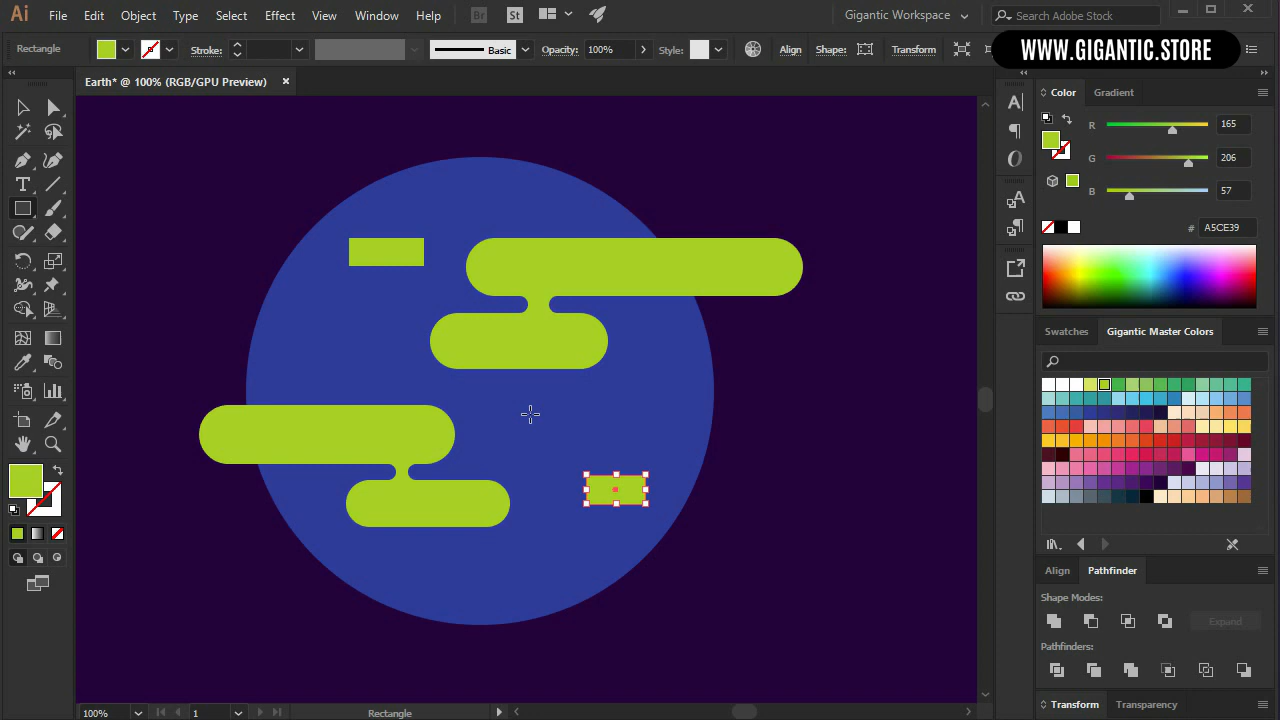 Ai File Edit Object Type Select Effect View Window Help Br St Gigantic Workspace Search Adobe Stock
Rectangle Stroke: Basic Opacity: 100% Style: Align Shape: Transform
WWW.GIGANTIC.STORE
Earth* @ 100% (RGB/GPU Preview)
Color Gradient
R 165
G 206
B 57
# A5CE39
Swatches Gigantic Master Colors
Align Pathfinder
Shape Modes:
Expand
Pathfinders:
Transform Transparency
100% 1 Rectangle